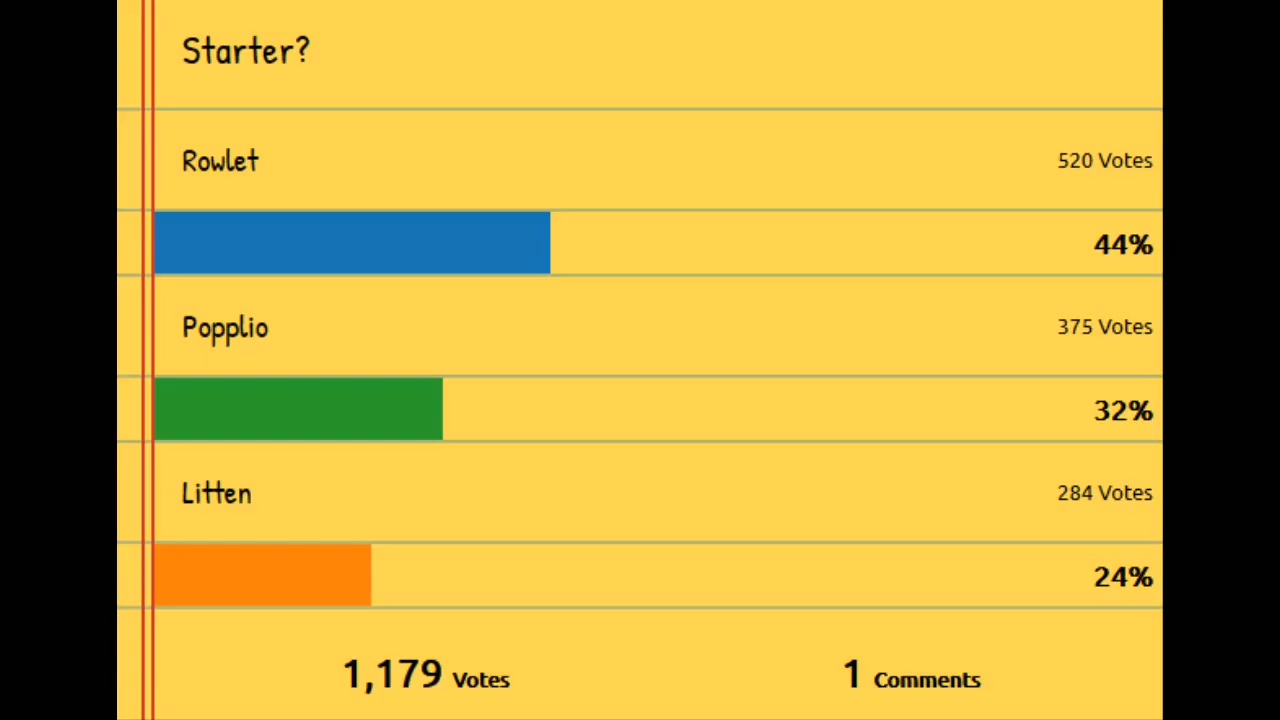 Starter?
Rowlet 520 Votes
44%
Popplio 375 Votes
32%
Litten 284 Votes
24%
1,179 Votes 1 Comments